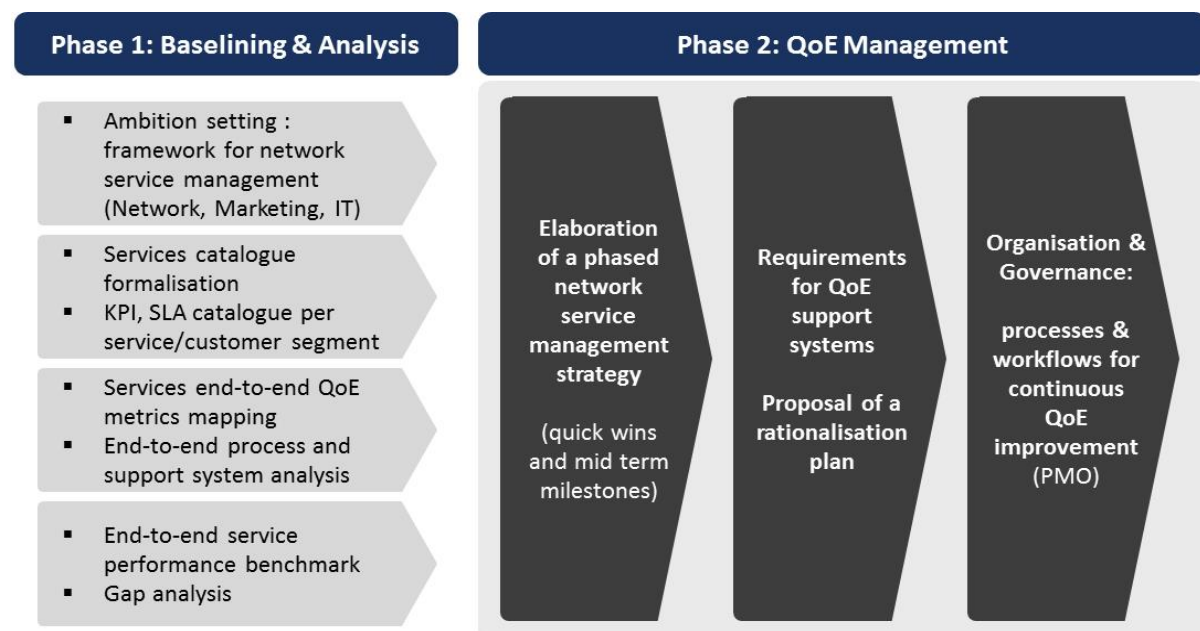 Phase 1: Baselining & Analysis
▪ Ambition setting :
framework for network
service management
(Network, Marketing, IT)
▪ Services catalogue
formalisation
▪ KPI, SLA catalogue per
service/customer segment
▪ Services end-to-end QoE
metrics mapping
▪ End-to-end process and
support system analysis
▪ End-to-end service
performance benchmark
▪ Gap analysis
Phase 2: QoE Management
Elaboration
of a phased
network
service
management
strategy
(quick wins
and mid term
milestones)
Requirements
for QoE
support
systems
Proposal of a
rationalisation
plan
Organisation &
Governance:
processes &
workflows for
continuous
QoE
improvement
(PMO)